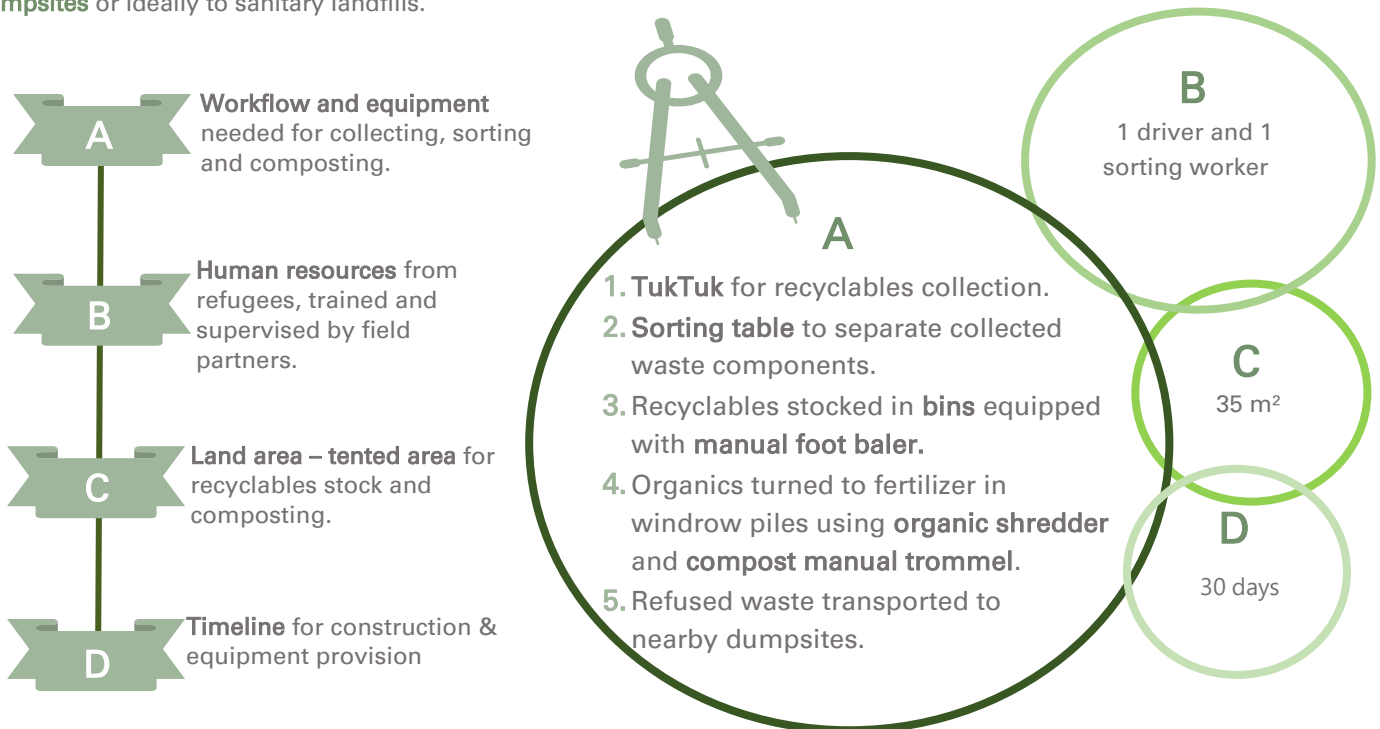 mpsites or ideally to sanitary landfills.
A
Workflow and equipment
needed for collecting, sorting
and composting.
B
Human resources from
refugees, trained and
supervised by field
partners.
C
Land area – tented area for
recyclables stock and
composting.
D
Timeline for construction &
equipment provision
A
1. TukTuk for recyclables collection.
2. Sorting table to separate collected
waste components.
3. Recyclables stocked in bins equipped
with manual foot baler.
4. Organics turned to fertilizer in
windrow piles using organic shredder
and compost manual trommel.
5. Refused waste transported to
nearby dumpsites.
B
1 driver and 1
sorting worker
C
35 m²
D
30 days